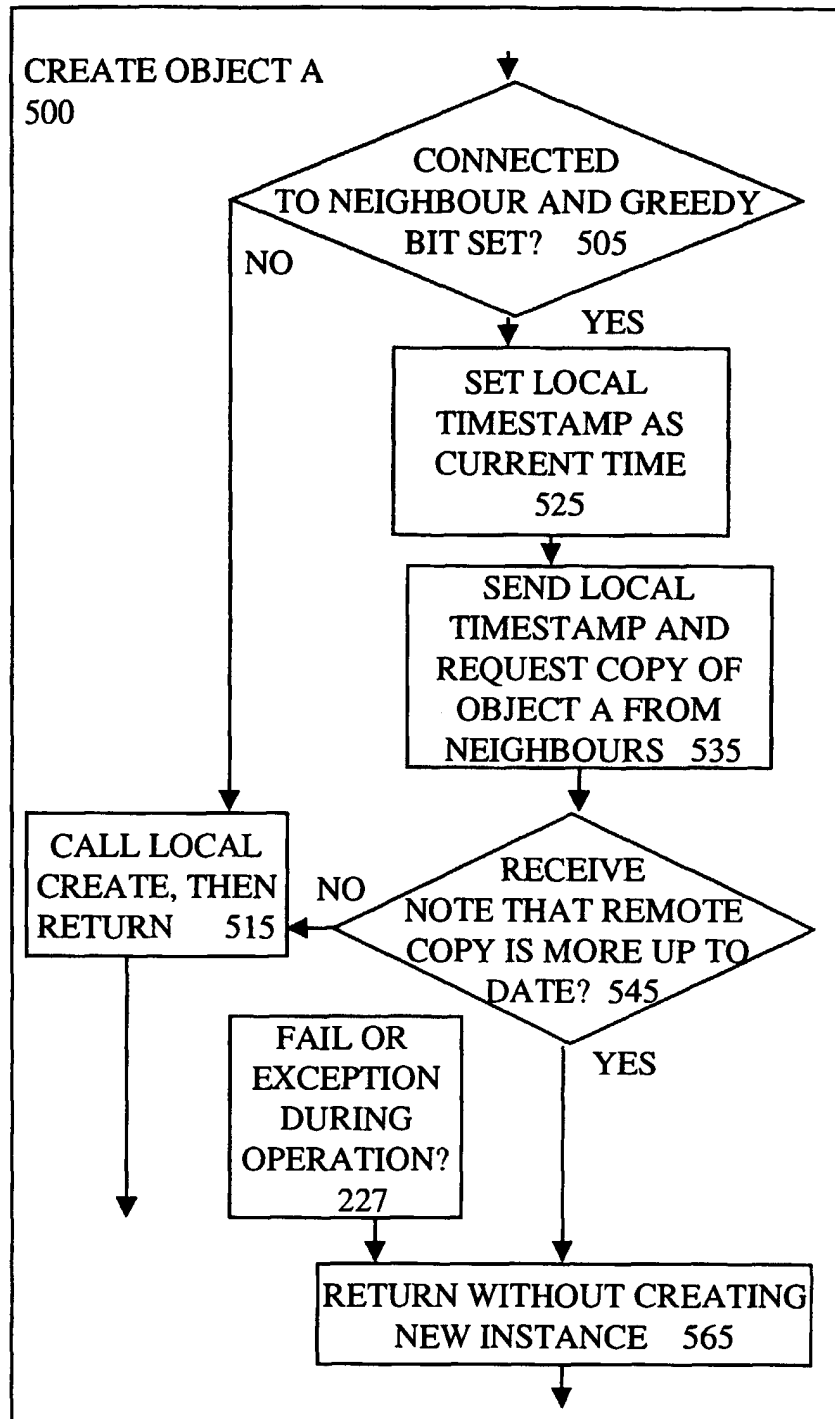 CREATE OBJECT A
500
CONNECTED
TO NEIGHBOUR AND GREEDY
BIT SET? 505
NO
YES
SET LOCAL
TIMESTAMP AS
CURRENT TIME
525
SEND LOCAL
TIMESTAMP AND
REQUEST COPY OF
OBJECT A FROM
NEIGHBOURS 535
CALL LOCAL
CREATE, THEN
RETURN 515
NO
RECEIVE
NOTE THAT REMOTE
COPY IS MORE UP TO
DATE? 545
YES
FAIL OR
EXCEPTION
DURING
OPERATION?
227
RETURN WITHOUT CREATING
NEW INSTANCE 565